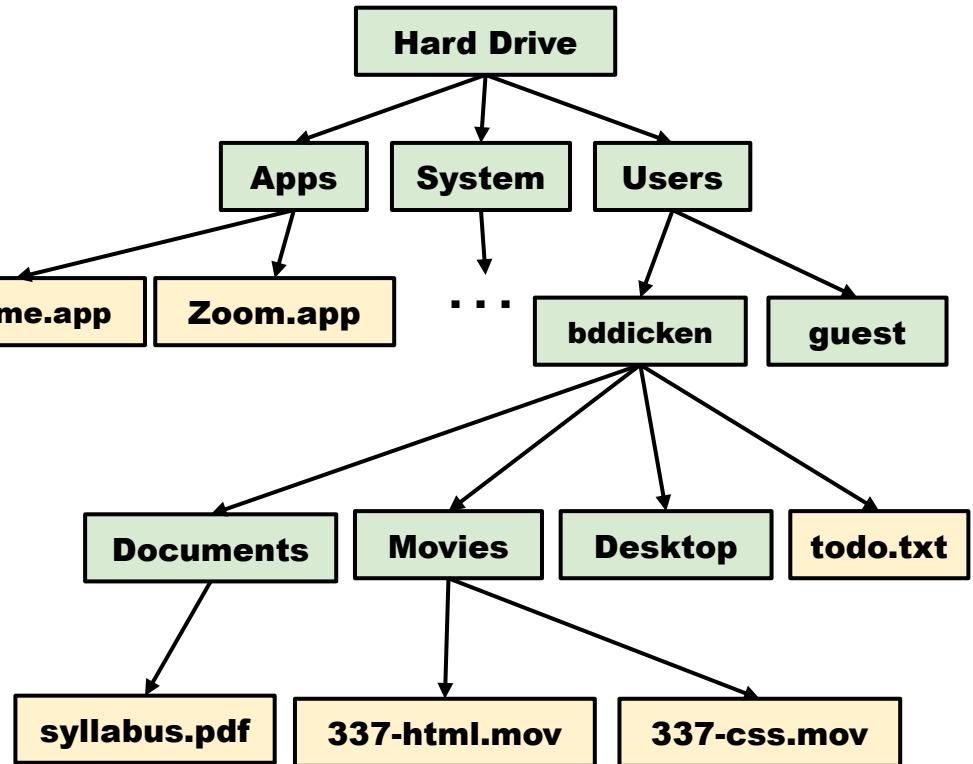 Hard Drive
Apps
System
Users
me.app
Zoom.app
...
bddicken
guest
Documents
Movies
Desktop
todo.txt
syllabus.pdf
337-html.mov
337-css.mov